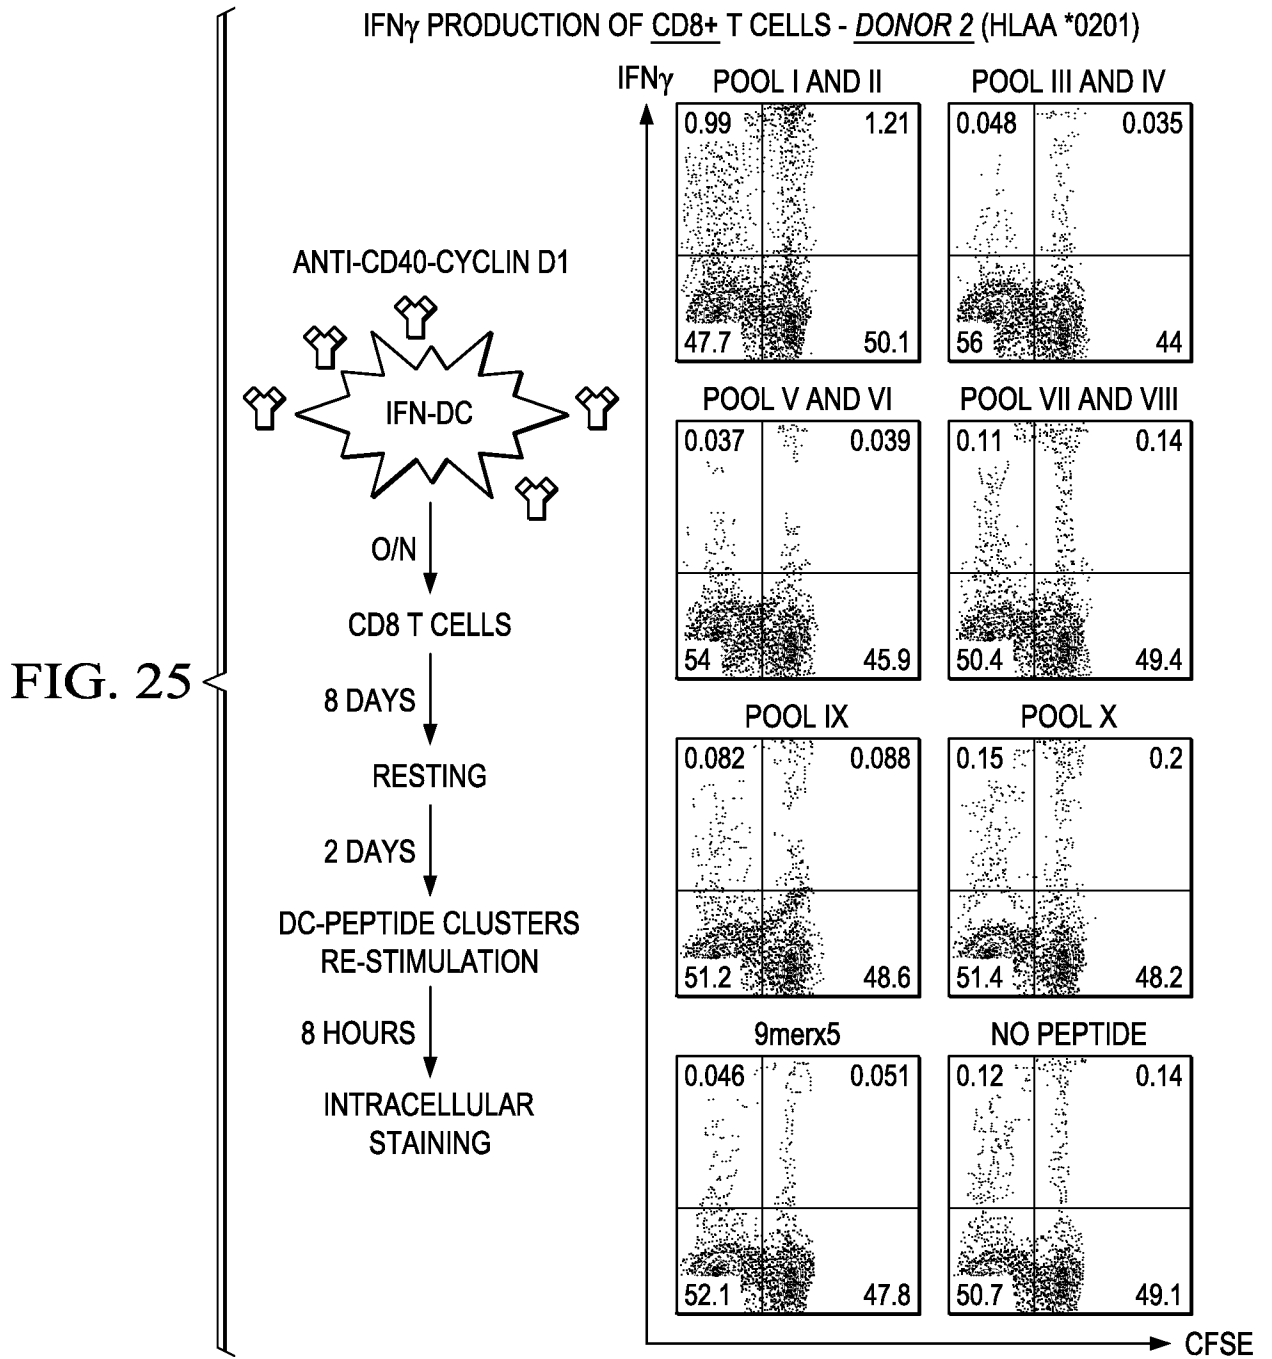 IFNγ PRODUCTION OF CD8+ T CELLS - DONOR 2 (HLAA *0201)
FIG. 25
ANTI-CD40-CYCLIN D1
IFN-DC
O/N
CD8 T CELLS
8 DAYS
RESTING
2 DAYS
DC-PEPTIDE CLUSTERS
RE-STIMULATION
8 HOURS
INTRACELLULAR
STAINING
IFNγ
POOL I AND II
0.99 1.21
47.7 50.1
POOL III AND IV
0.048 0.035
56 44
POOL V AND VI
0.037 0.039
54 45.9
POOL VII AND VIII
0.11 0.14
50.4 49.4
POOL IX
0.082 0.088
51.2 48.6
POOL X
0.15 0.2
51.4 48.2
9merx5
0.046 0.051
52.1 47.8
NO PEPTIDE
0.12 0.14
50.7 49.1
CFSE